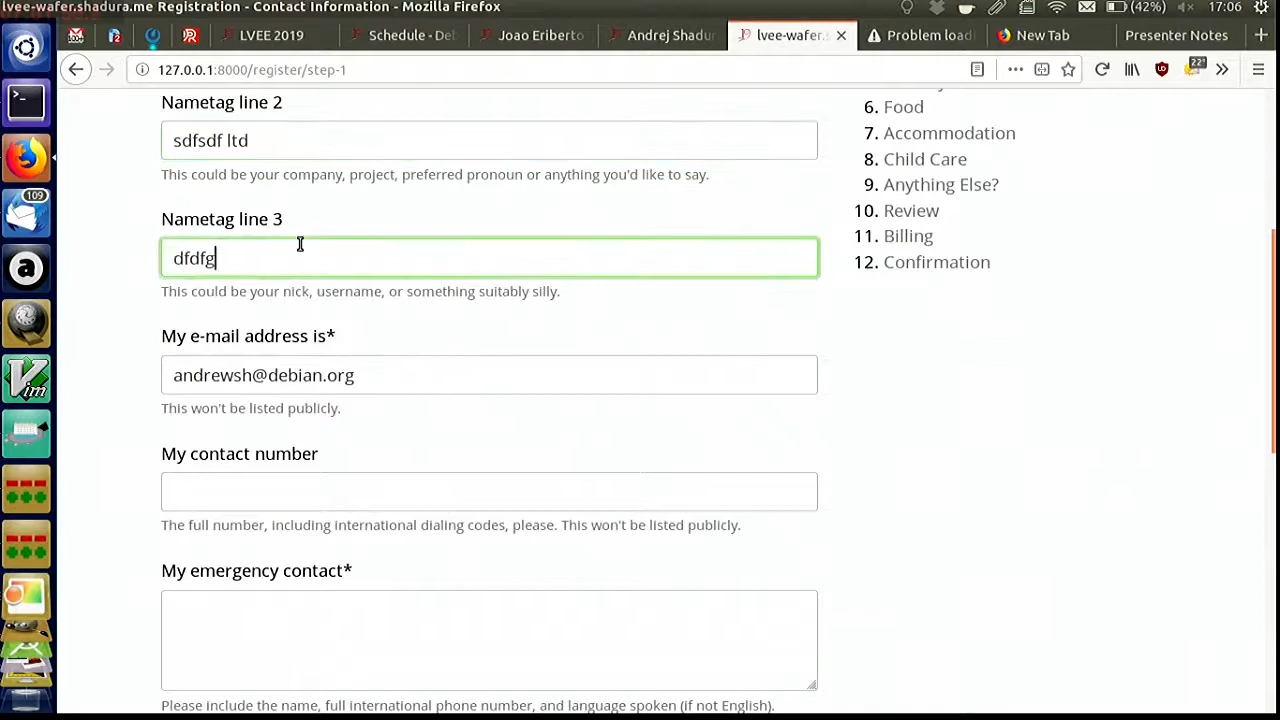 lvee-wafer.shadura.me Registration - Contact Information - Mozilla Firefox
(42%) 17:06
100+ LVEE 2019 Schedule - Deb Joao Eriberto Andrej Shadu lvee-wafer. Problem load New Tab Presenter Notes
127.0.0.1:8000/register/step-1
22
109
Nametag line 2
sdfsdf ltd
This could be your company, project, preferred pronoun or anything you'd like to say.
Nametag line 3
dfdfg
This could be your nick, username, or something suitably silly.
My e-mail address is*
andrewsh@debian.org
This won't be listed publicly.
My contact number
The full number, including international dialing codes, please. This won't be listed publicly.
My emergency contact*
Please include the name, full international phone number, and language spoken (if not English).
6. Food
7. Accommodation
8. Child Care
9. Anything Else?
10. Review
11. Billing
12. Confirmation